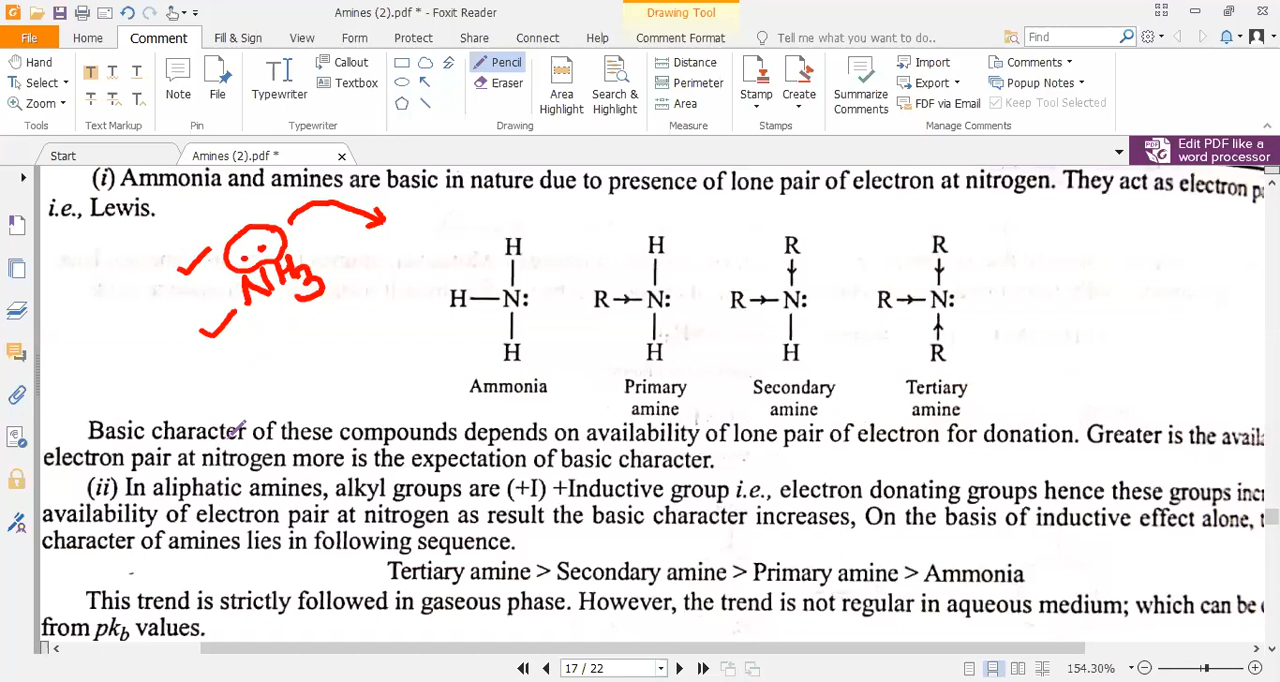 Amines (2).pdf * - Foxit Reader
Drawing Tool
File Home Comment Fill & Sign View Form Protect Share Connect Help Comment Format Tell me what you want to do.. Find
Hand Select Zoom Tools
T T T T T T Text Markup
Note File Pin
Typewriter Callout Textbox Typewriter
Pencil Eraser Drawing
Area Highlight Search & Highlight
Distance Perimeter Area Measure
Stamp Create Stamps
Summarize Comments Import Export FDF via Email Comments Popup Notes Keep Tool Selected Manage Comments
Start Amines (2).pdf * Edit PDF like a word processor
(i) Ammonia and amines are basic in nature due to presence of lone pair of electron at nitrogen. They act as electron p
i.e., Lewis.
NH3
H H R R
H—N: R—N: R—N: R—N:
H H H R
Ammonia Primary amine Secondary amine Tertiary amine
Basic character of these compounds depends on availability of lone pair of electron for donation. Greater is the avail
electron pair at nitrogen more is the expectation of basic character.
(ii) In aliphatic amines, alkyl groups are (+I) +Inductive group i.e., electron donating groups hence these groups inc
availability of electron pair at nitrogen as result the basic character increases, On the basis of inductive effect alone, t
character of amines lies in following sequence.
Tertiary amine > Secondary amine > Primary amine > Ammonia
This trend is strictly followed in gaseous phase. However, the trend is not regular in aqueous medium; which can be
from pkb values.
17 / 22 154.30%